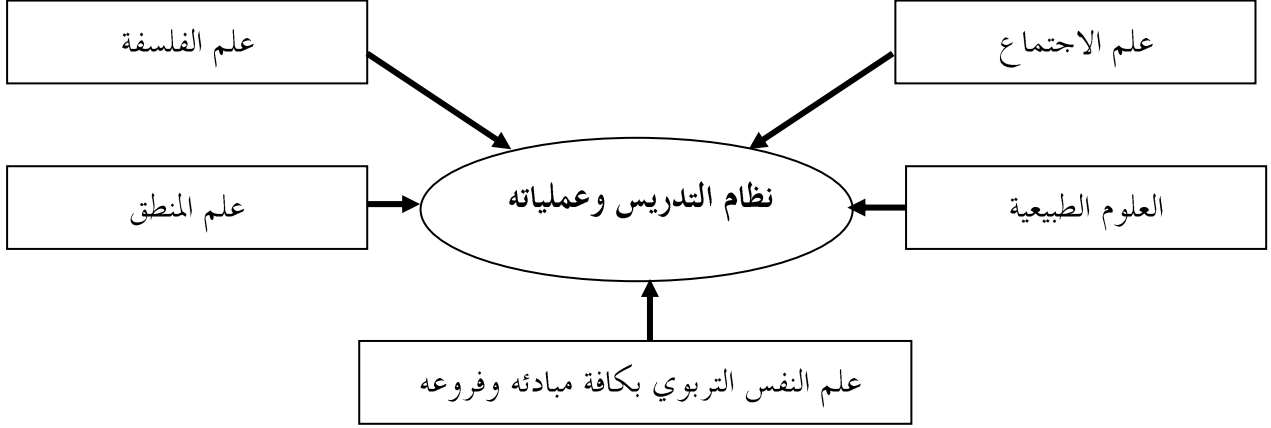 علم الاجتماع
علم الفلسفة
نظام التدريس وعملياته
العلوم الطبيعية
علم المنطق
علم النفس التربوي بكافة مبادئه وفروعه